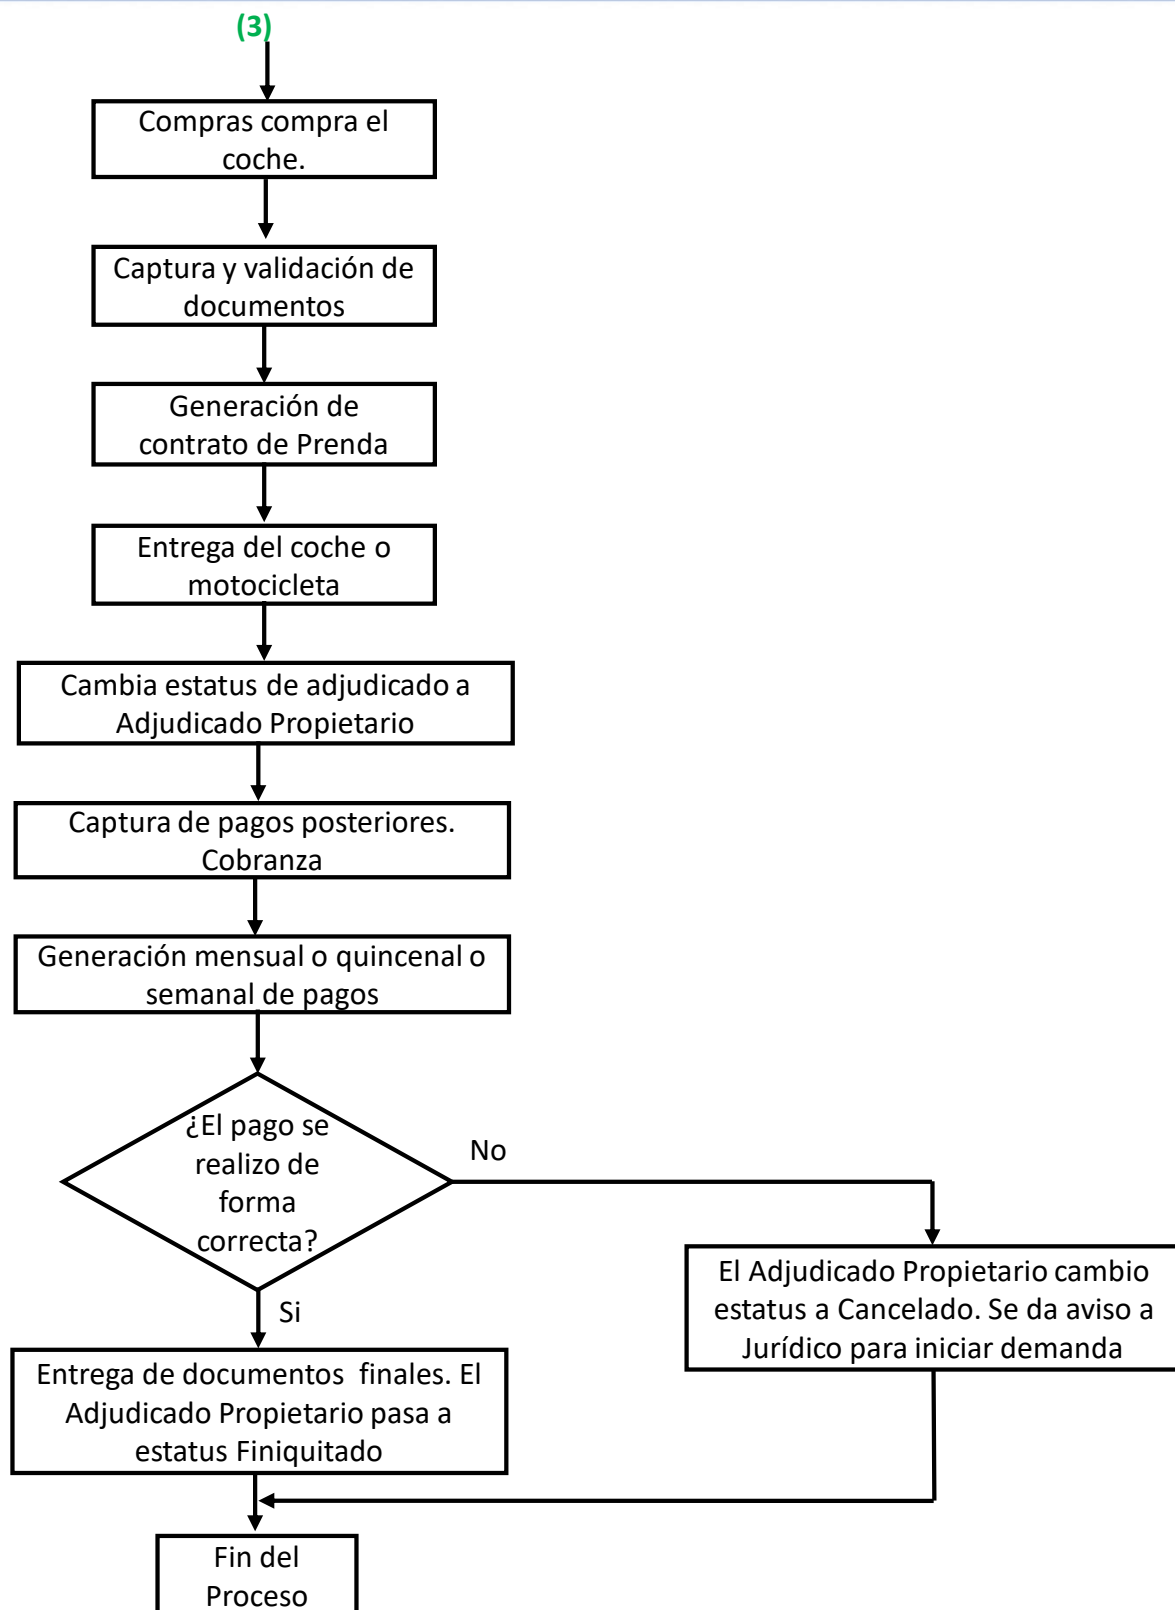 (3)
Compras compra el
coche.
Captura y validación de
documentos
Generación de
contrato de Prenda
Entrega del coche o
motocicleta
Cambia estatus de adjudicado a
Adjudicado Propietario
Captura de pagos posteriores.
Cobranza
Generación mensual o quincenal o
semanal de pagos
¿El pago se
realizo de
forma
correcta?
No
El Adjudicado Propietario cambio
estatus a Cancelado. Se da aviso a
Jurídico para iniciar demanda
Si
Entrega de documentos finales. El
Adjudicado Propietario pasa a
estatus Finiquitado
Fin del
Proceso